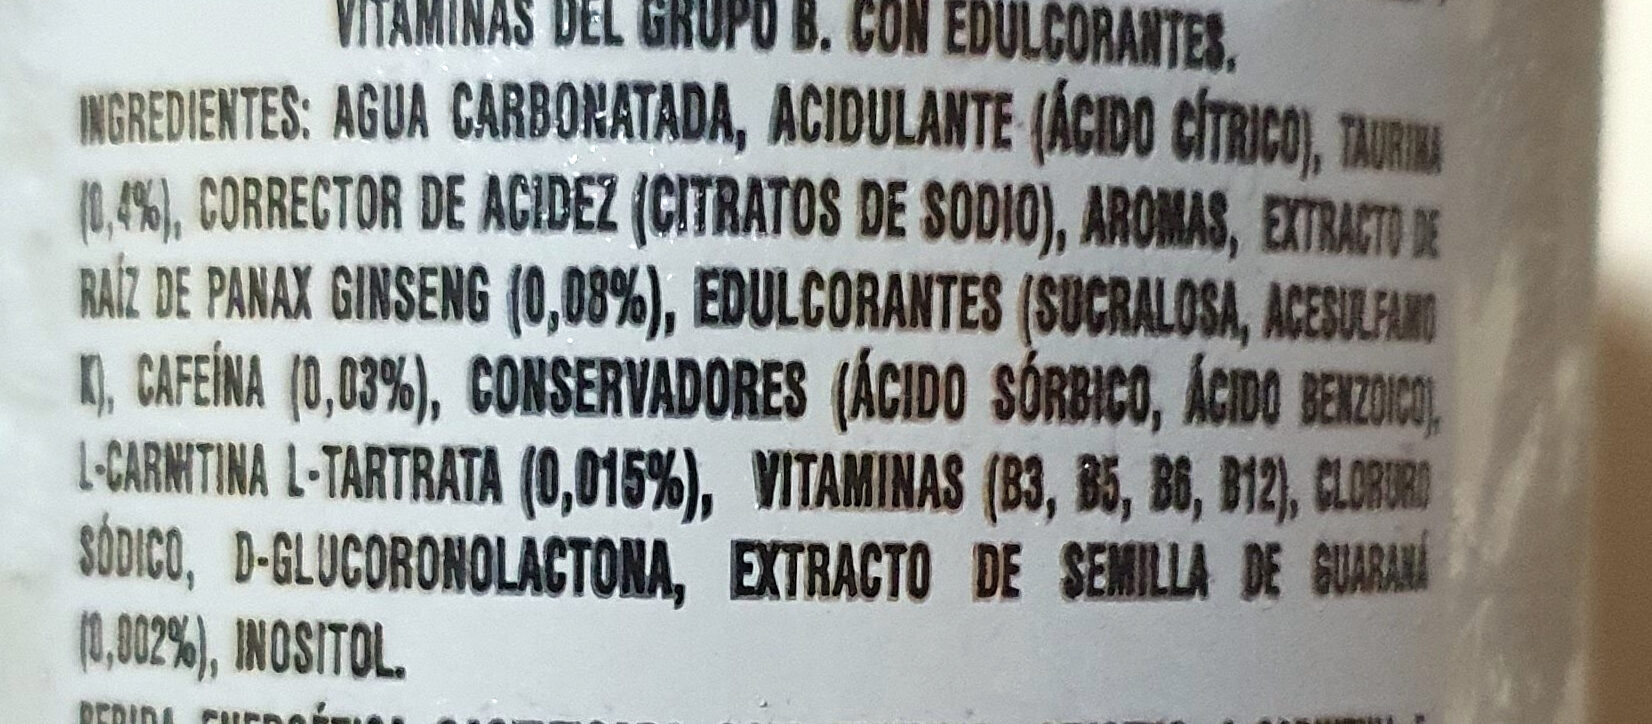 VITAMINAS DEL GRUPO B. CON EDULCORANTES.
INGREDIENTES: AGUA CARBONATADA, ACIDULANTE (ÁCIDO CÍTRICO), TAURINA
(0,4%), CORRECTOR DE ACIDEZ (CITRATOS DE SODIO), AROMAS, EXTRACTO DE
RAÍZ DE PANAX GINSENG (0,08%), EDULCORANTES (SUCRALOSA, ACESULFAMO
K), CAFEÍNA (0,03%), CONSERVADORES (ÁCIDO SÓRBICO, ÁCIDO BENZOICO),
L-CARNITINA L-TARTRATA (0,015%), VITAMINAS (B3, B5, B6, B12), CLORURO
SÓDICO, D-GLUCORONOLACTONA, EXTRACTO DE SEMILLA DE GUARANÁ
(0,002%), INOSITOL.
BEBIDA ENERGÉTICA